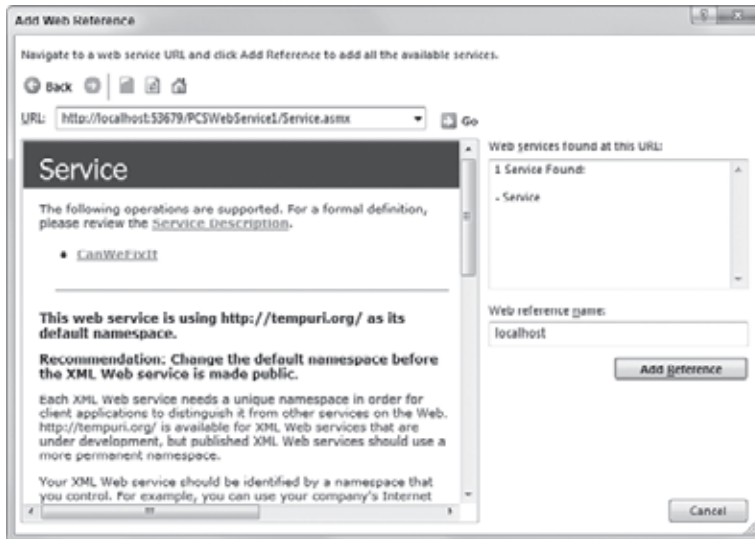 Add Web Reference
Navigate to a web service URL and click Add Reference to add all the available services.
Back
URL: http://localhost:53679/PCSWebService1/Service.asmx
Go
Service
The following operations are supported. For a formal definition,
please review the Service Description.
• CanWeFixIt
This web service is using http://tempuri.org/ as its
default namespace.
Recommendation: Change the default namespace before
the XML Web service is made public.
Each XML Web service needs a unique namespace in order for
client applications to distinguish it from other services on the Web.
http://tempuri.org/ is available for XML Web services that are
under development, but published XML Web services should use a
more permanent namespace.
Your XML Web service should be identified by a namespace that
you control. For example, you can use your company's Internet
Web services found at this URL:
1 Service Found:
- Service
Web reference name:
localhost
Add Reference
Cancel